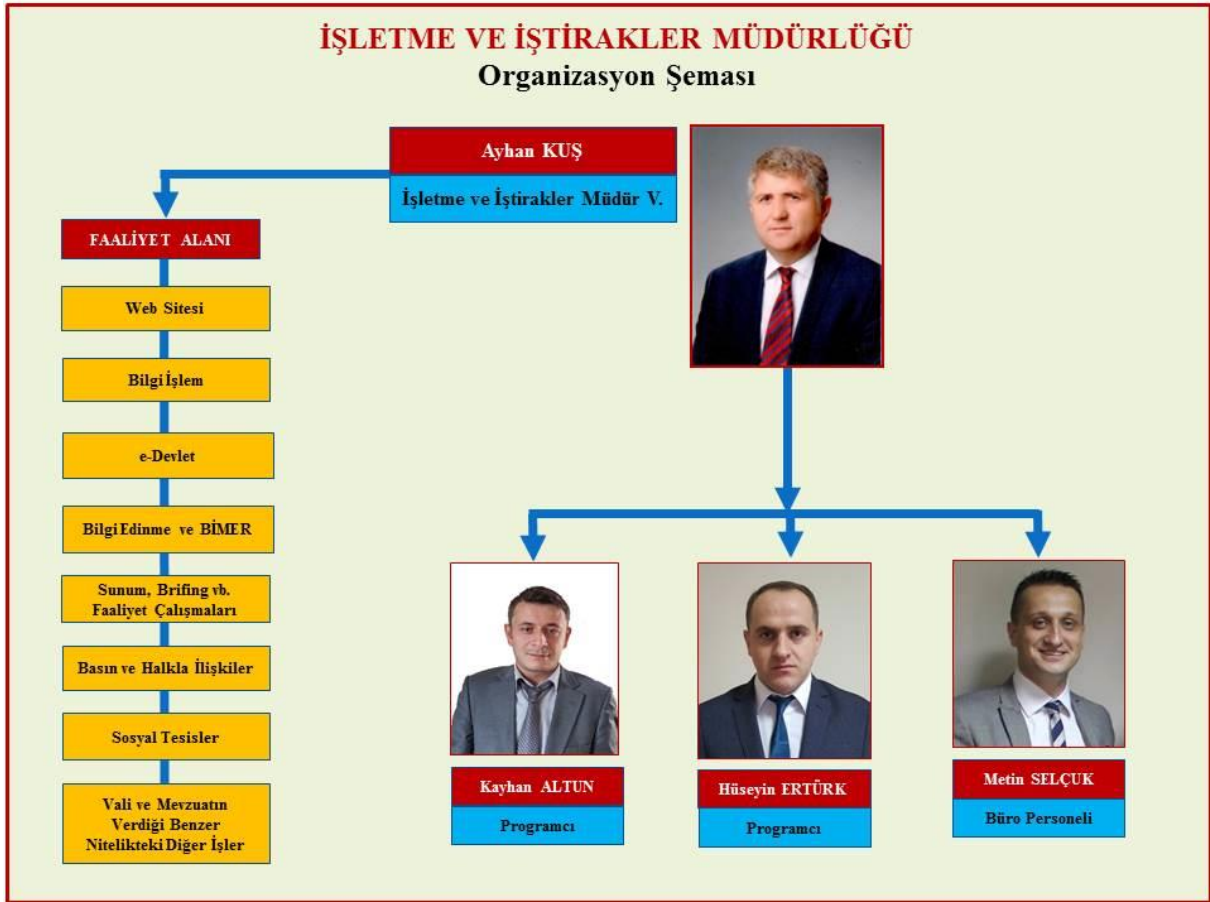 İŞLETME VE İŞTİRAKLER MÜDÜRLÜĞÜ
Organizasyon Şeması
Ayhan KUŞ
İşletme ve İştirakler Müdür V.
FAALİYET ALANI
Web Sitesi
Bilgi İşlem
e-Devlet
Bilgi Edinme ve BİMER
Sunum, Brifing vb.
Faaliyet Çalışmaları
Basın ve Halkla İlişkiler
Sosyal Tesisler
Vali ve Mevzuatın
Verdiği Benzer
Nitelikteki Diğer İşler
Kayhan ALTUN
Programcı
Hüseyin ERTÜRK
Programcı
Metin SELÇUK
Büro Personeli